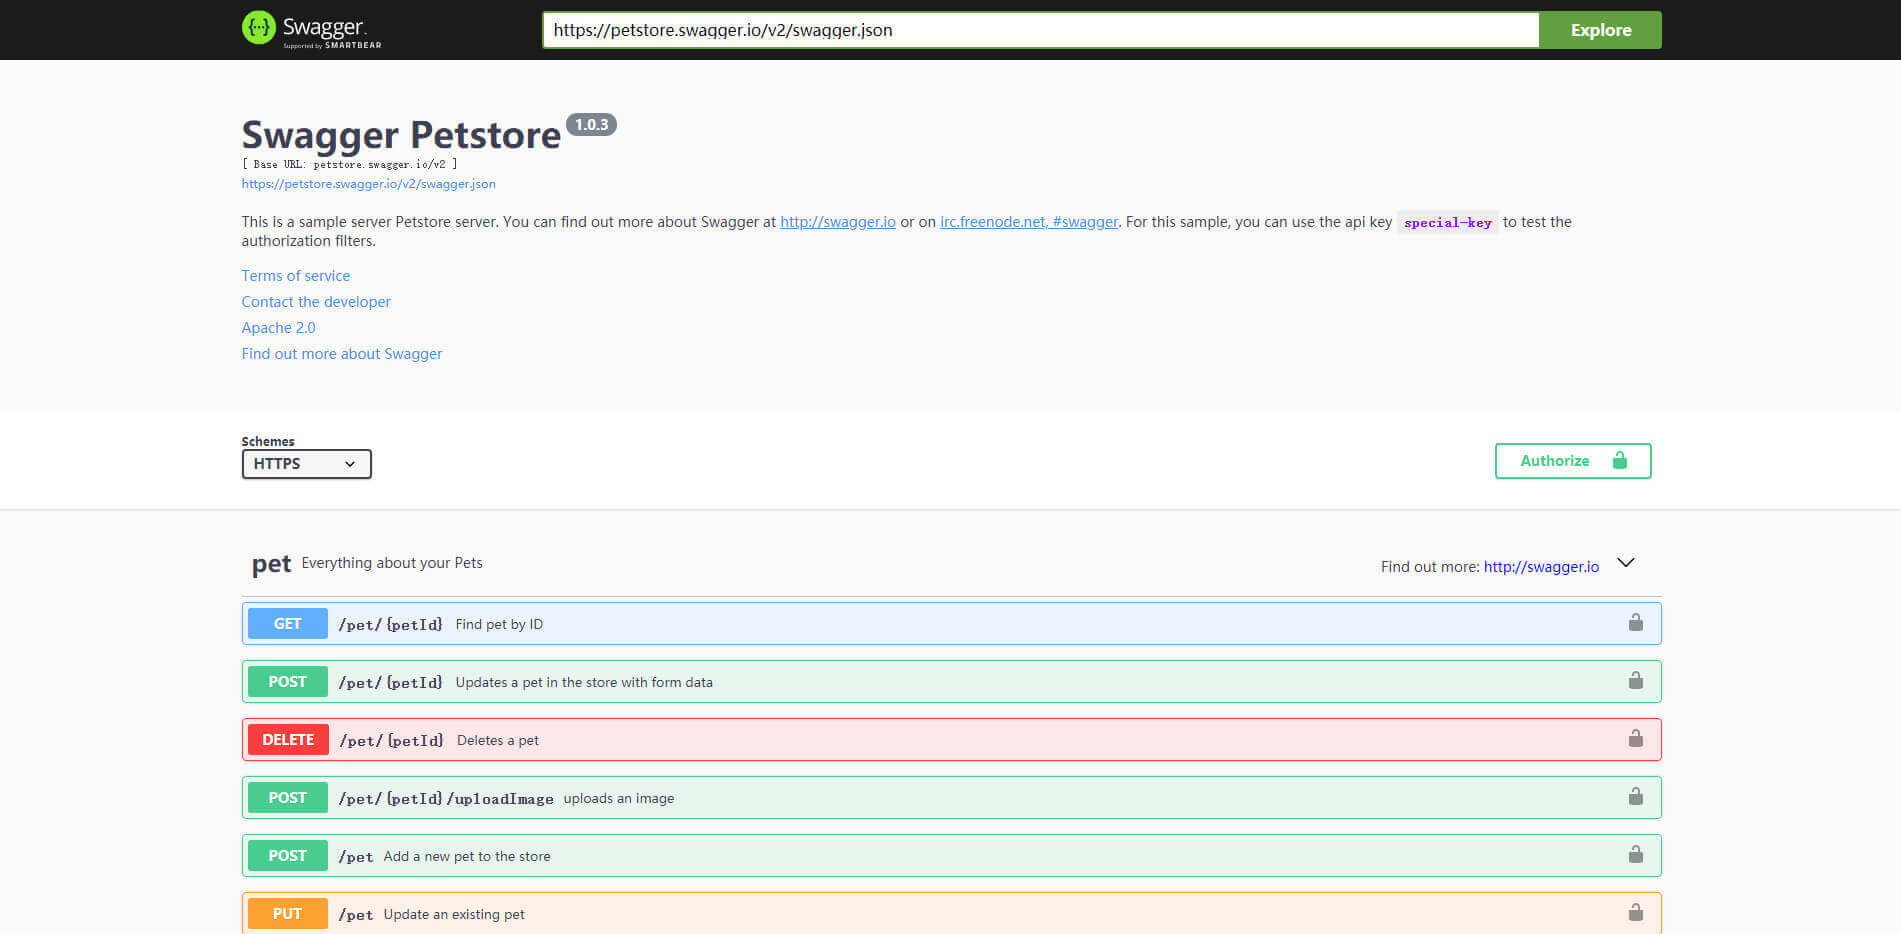 Swagger.
Supported by SMARTBEAR
https://petstore.swagger.io/v2/swagger.json
Explore
Swagger Petstore 1.0.3
[ Base URL: petstore.swagger.io/v2 ]
https://petstore.swagger.io/v2/swagger.json
This is a sample server Petstore server. You can find out more about Swagger at http://swagger.io or on irc.freenode.net, #swagger. For this sample, you can use the api key special-key to test the
authorization filters.
Terms of service
Contact the developer
Apache 2.0
Find out more about Swagger
Schemes
HTTPS
Authorize
pet Everything about your Pets
Find out more: http://swagger.io
GET /pet/{petId} Find pet by ID
POST /pet/{petId} Updates a pet in the store with form data
DELETE /pet/{petId} Deletes a pet
POST /pet/{petId}/uploadImage uploads an image
POST /pet Add a new pet to the store
PUT /pet Update an existing pet